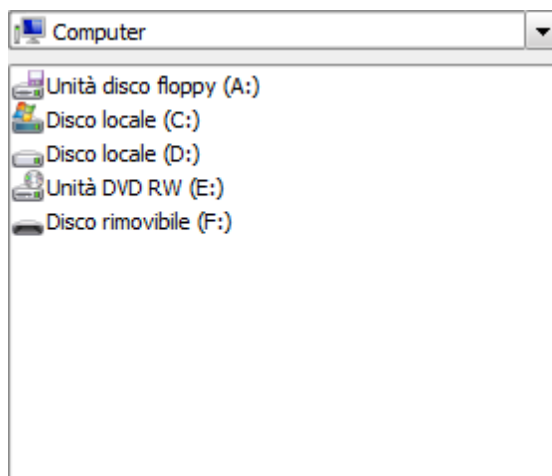 Computer
Unità disco floppy (A:)
Disco locale (C:)
Disco locale (D:)
Unità DVD RW (E:)
Disco rimovibile (F:)